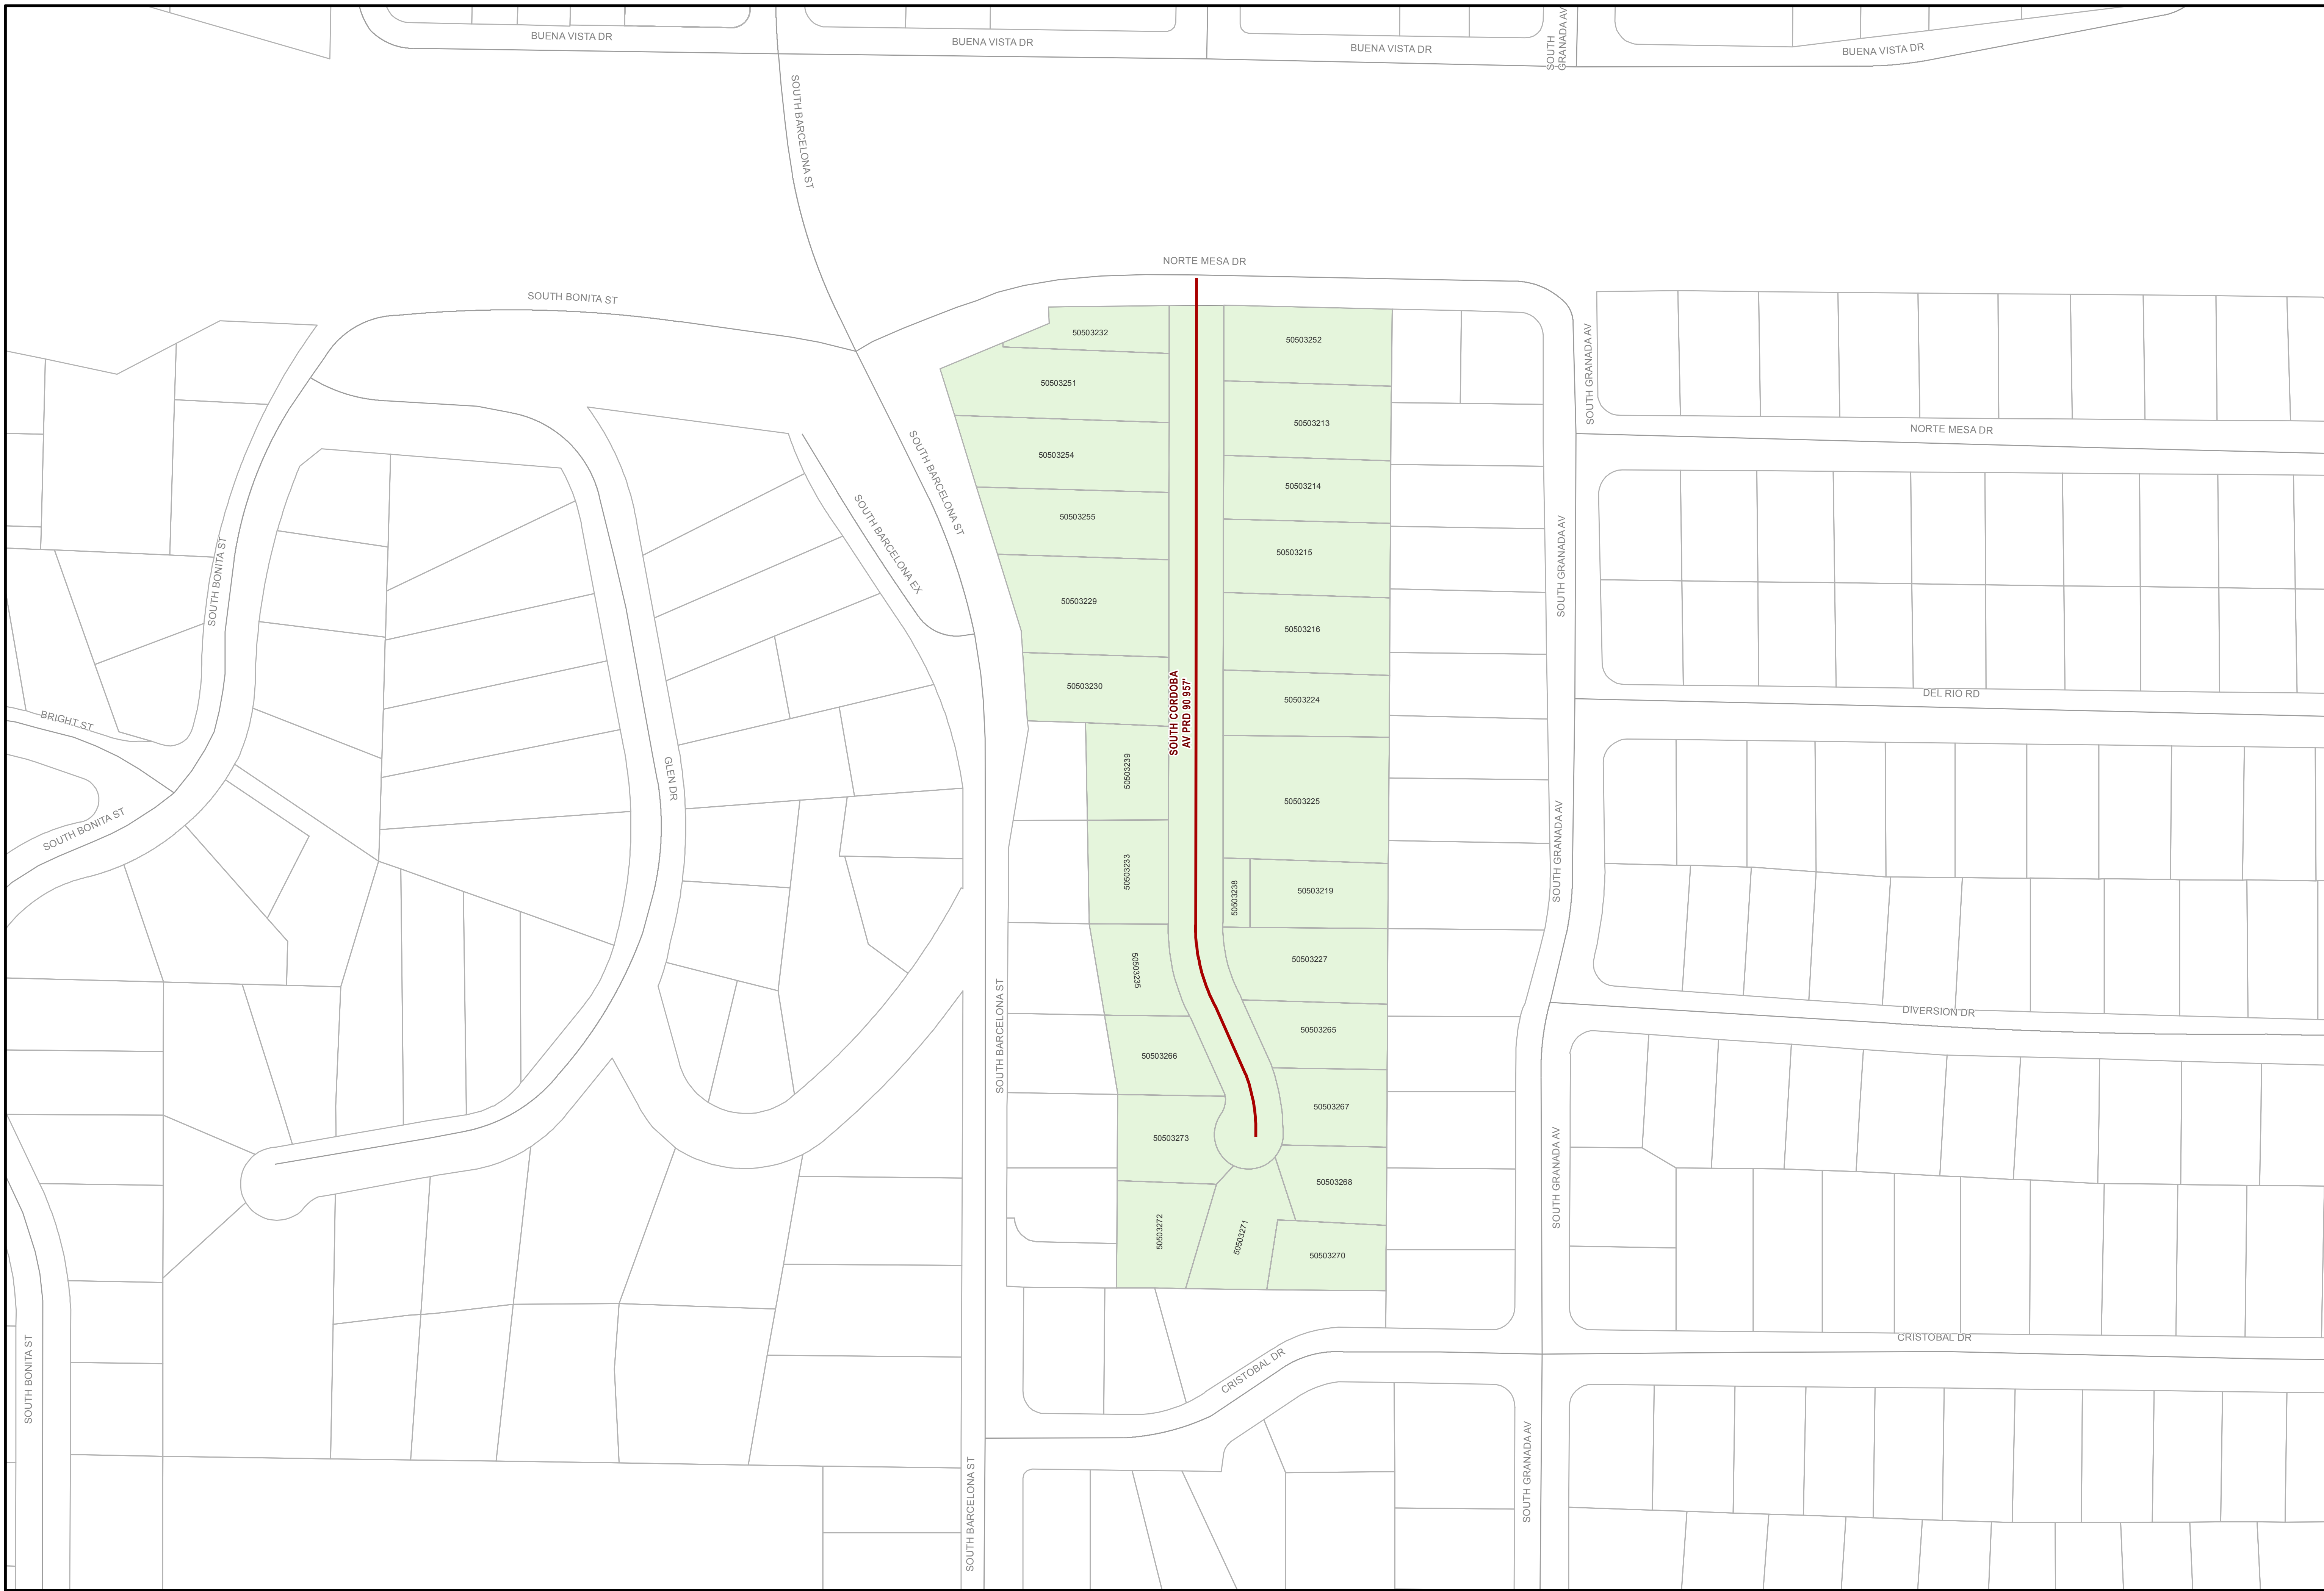 BUENA VISTA DR
BUENA VISTA DR
BUENA VISTA DR
SOUTH
GRANADA AV
BUENA VISTA DR
SOUTH BARCELONA ST
NORTE MESA DR
SOUTH BONITA ST
50503232
50503252
SOUTH GRANADA AV
50503251
50503213
NORTE MESA DR
50503254
SOUTH BARCELONA ST
50503214
50503255
SOUTH BARCELONA EX
50503215
SOUTH GRANADA AV
SOUTH BONITA ST
50503229
50503216
50503230
SOUTH CORDOBA
AV PRD 90 957'
50503224
DEL RIO RD
BRIGHT ST
50503239
GLEN DR
50503225
SOUTH BONITA ST
SOUTH GRANADA AV
50503233
50503238
50503219
50503235
50503227
DIVERSION DR
SOUTH BARCELONA ST
50503265
50503266
50503267
50503273
SOUTH GRANADA AV
50503268
50503272
50503271
50503270
CRISTOBAL DR
SOUTH BONITA ST
CRISTOBAL DR
SOUTH BARCELONA ST
SOUTH GRANADA AV